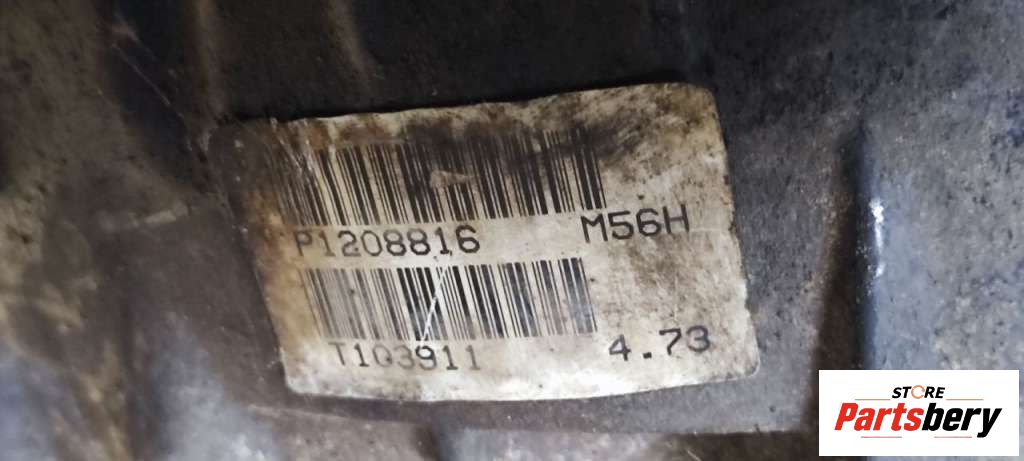 P1208816 M56H
T103911 4.73
STORE
Partsbery